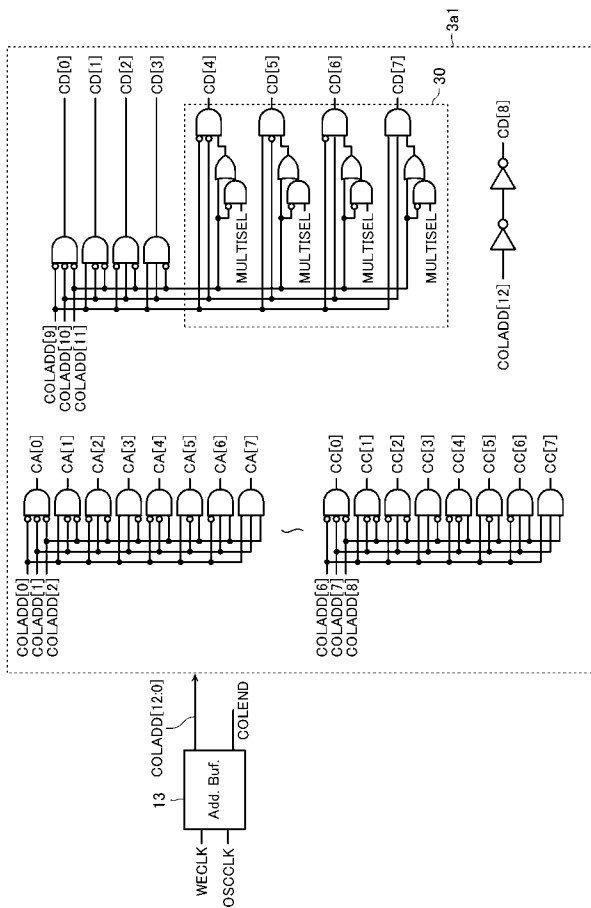 WECLK
OSCCLK
13
Add. Buf.
COLADD[12:0]
COLEND
COLADD[0]
COLADD[1]
COLADD[2]
CA[0]
CA[1]
CA[2]
CA[3]
CA[4]
CA[5]
CA[6]
CA[7]
COLADD[6]
COLADD[7]
COLADD[8]
CC[0]
CC[1]
CC[2]
CC[3]
CC[4]
CC[5]
CC[6]
CC[7]
COLADD[9]
COLADD[10]
COLADD[11]
CD[0]
CD[1]
CD[2]
CD[3]
CD[4]
CD[5]
CD[6]
CD[7]
MULTISEL
MULTISEL
MULTISEL
MULTISEL
30
COLADD[12]
CD[8]
3a1